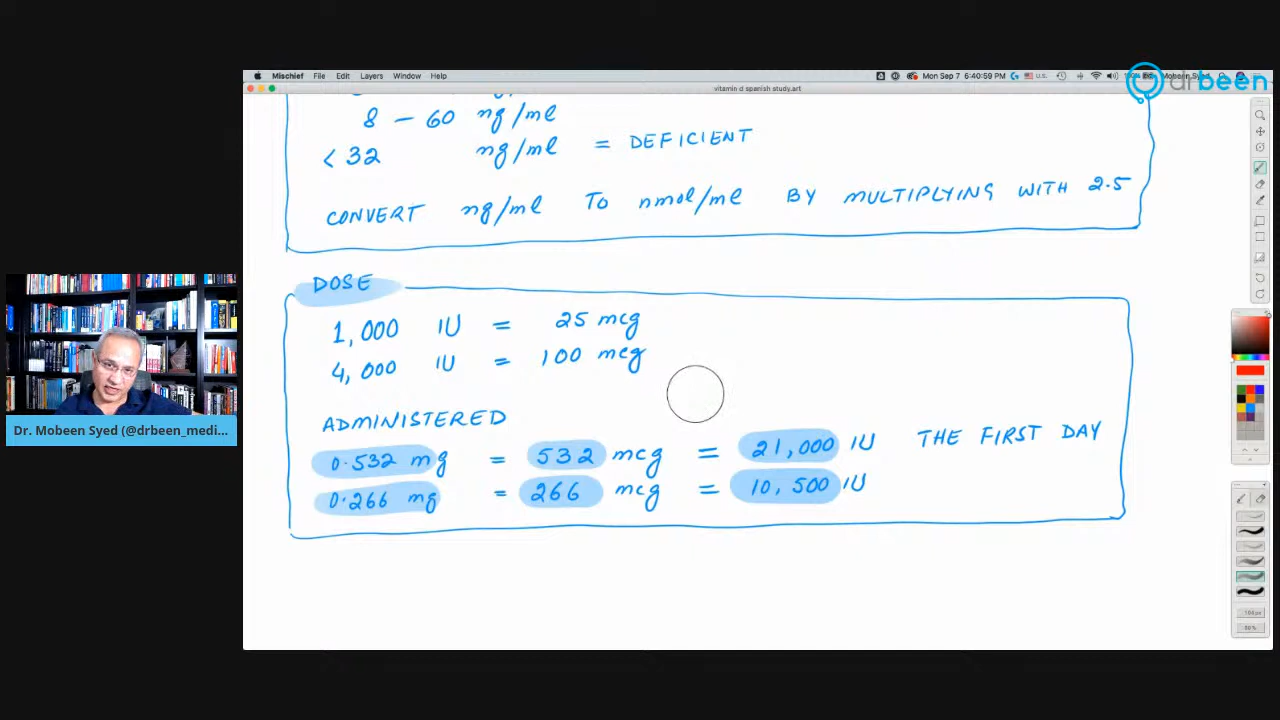 drbeen
Mischief File Edit Layers Window Help
Mon Sep 7 6:40:59 PM U.S. Mobeen Syed
vitamin d spanish study.art
8 – 60 ng/ml
< 32 ng/ml = DEFICIENT
CONVERT ng/ml TO nmol/ml BY MULTIPLYING WITH 2.5
DOSE
1,000 IU = 25 mcg
4,000 IU = 100 mcg
ADMINISTERED
0.532 mg = 532 mcg = 21,000 IU THE FIRST DAY
0.266 mg = 266 mcg = 10,500 IU
Dr. Mobeen Syed (@drbeen_medi...